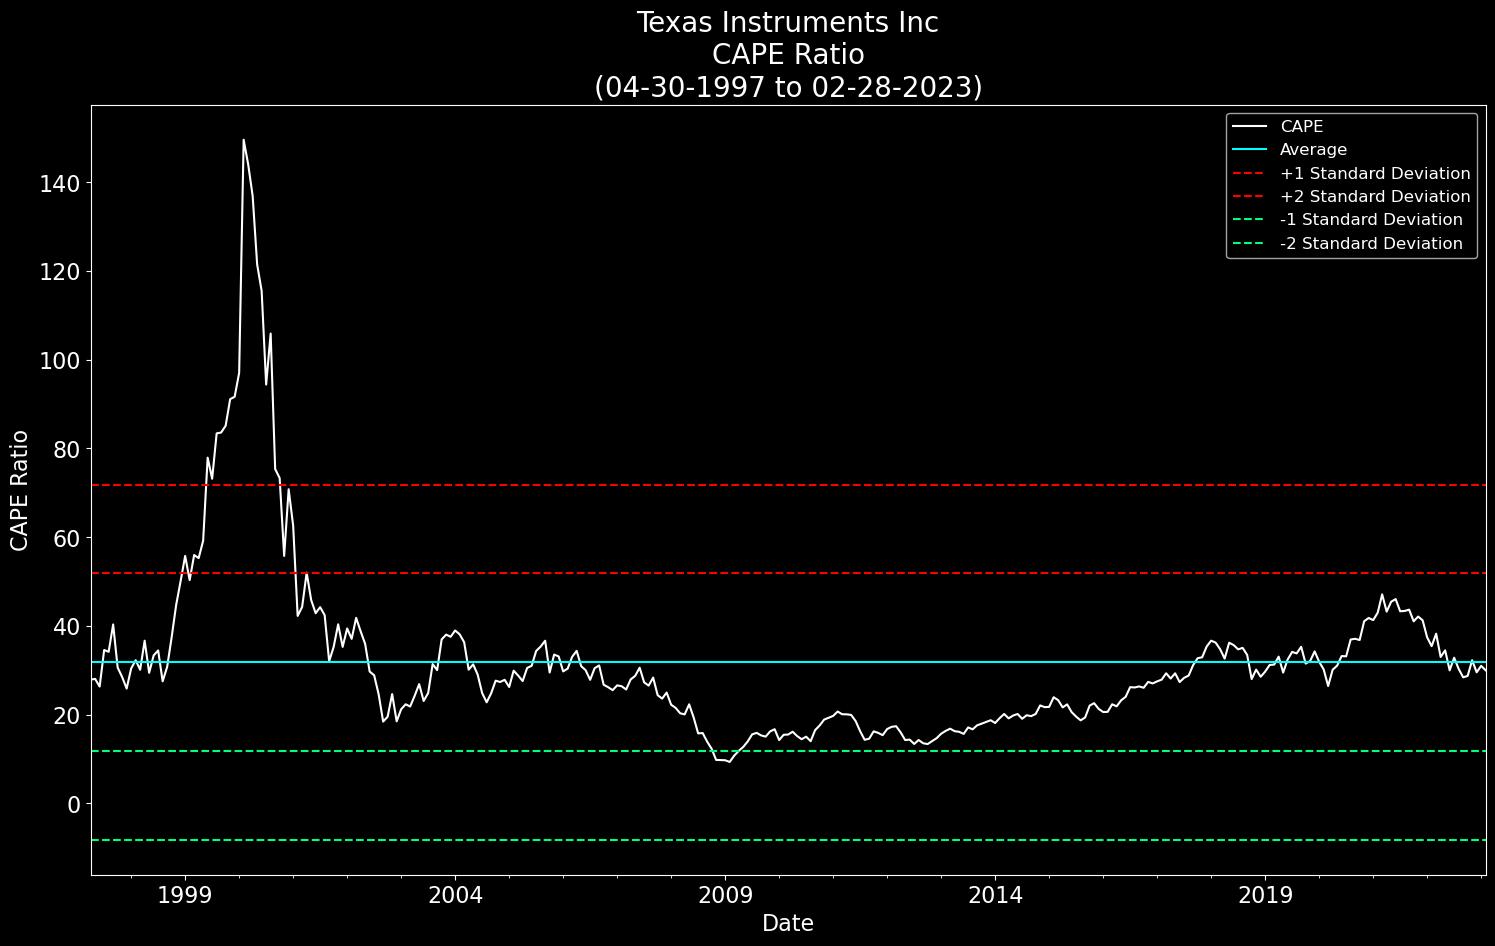 Texas Instruments Inc
CAPE Ratio
(04-30-1997 to 02-28-2023)
CAPE
Average
+1 Standard Deviation
+2 Standard Deviation
-1 Standard Deviation
-2 Standard Deviation
CAPE Ratio
140
120
100
80
60
40
20
0
1999
2004
2009
2014
2019
Date